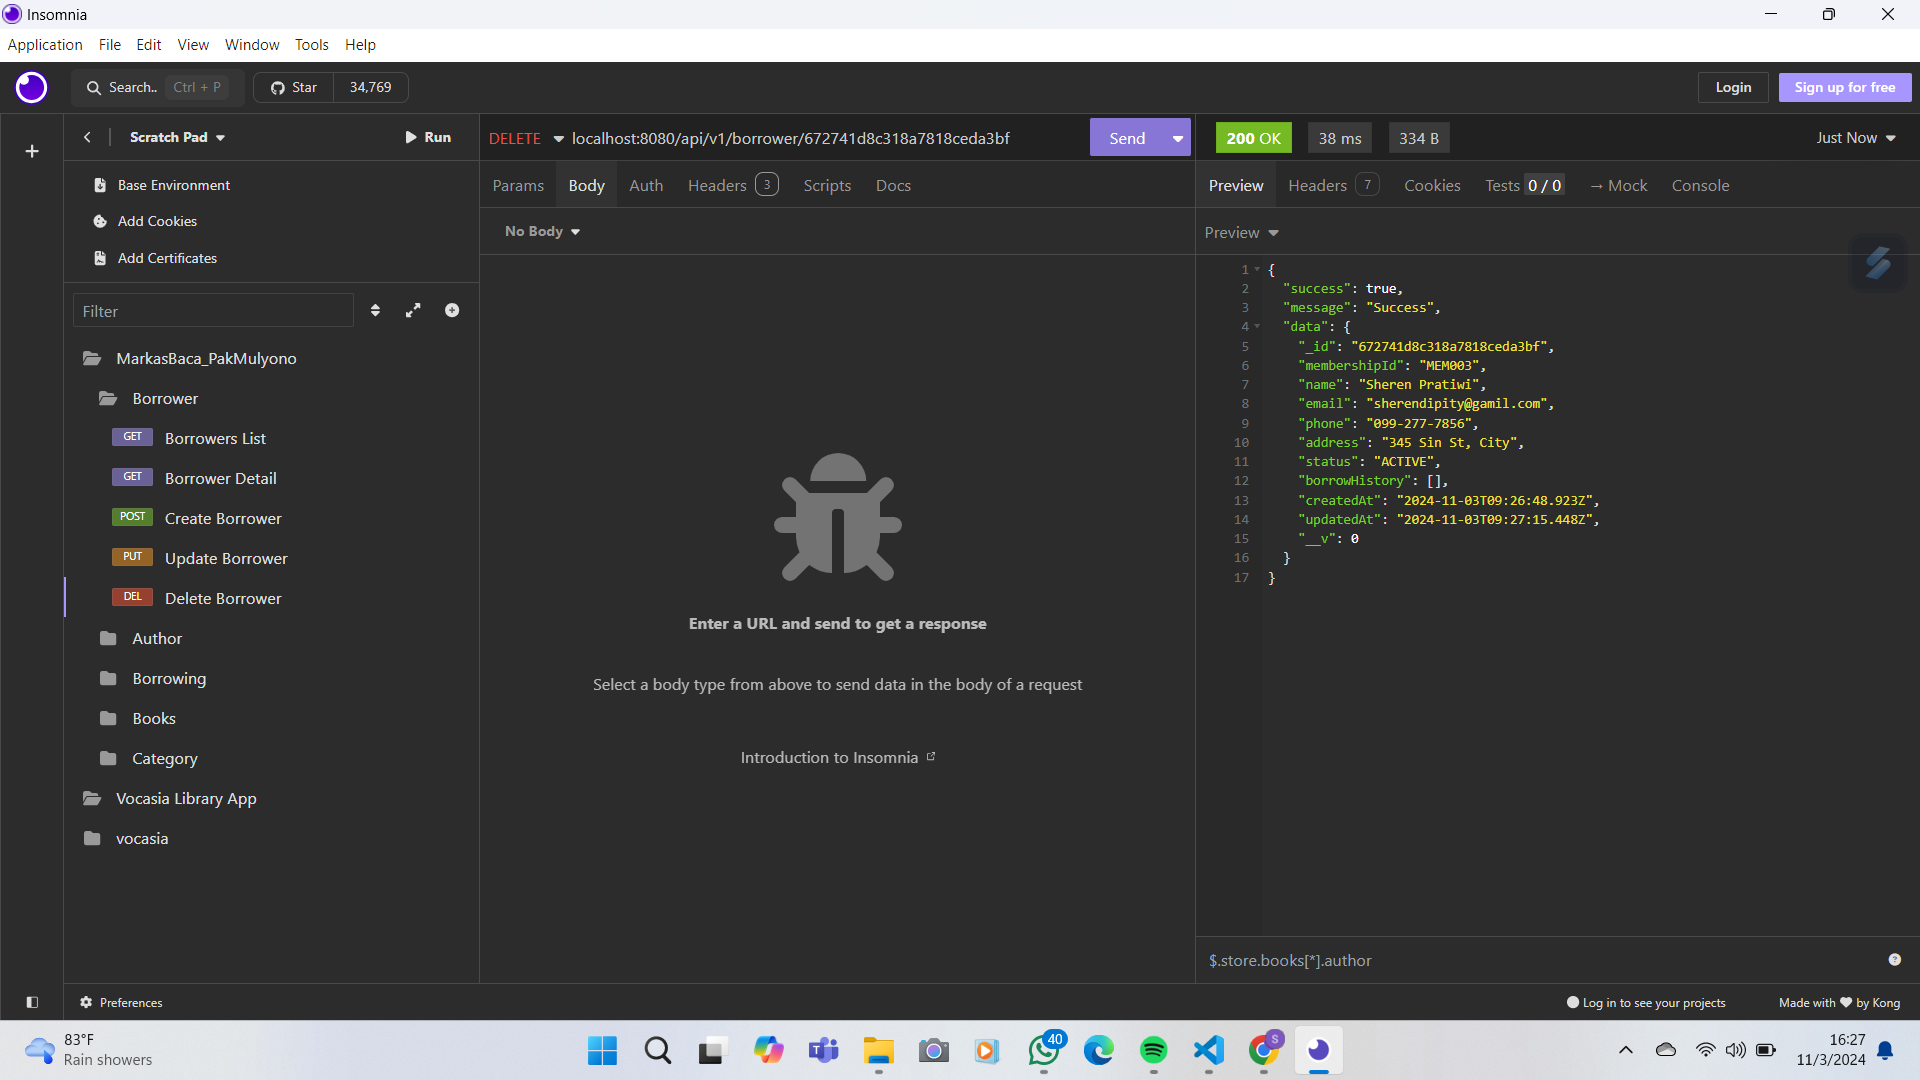 Insomnia
Application File Edit View Window Tools Help
Search.. Ctrl + P Star 34,769 Login Sign up for free
Scratch Pad Run
Base Environment
Add Cookies
Add Certificates
Filter
MarkasBaca_PakMulyono
Borrower
GET Borrowers List
GET Borrower Detail
POST Create Borrower
PUT Update Borrower
DEL Delete Borrower
Author
Borrowing
Books
Category
Vocasia Library App
vocasia
DELETE localhost:8080/api/v1/borrower/672741d8c318a7818ceda3bf Send
Params Body Auth Headers 3 Scripts Docs
No Body
Enter a URL and send to get a response
Select a body type from above to send data in the body of a request
Introduction to Insomnia
200 OK 38 ms 334 B Just Now
Preview Headers 7 Cookies Tests 0 / 0 → Mock Console
Preview
1 {
2 "success": true,
3 "message": "Success",
4 "data": {
5 "_id": "672741d8c318a7818ceda3bf",
6 "membershipId": "MEM003",
7 "name": "Sheren Pratiwi",
8 "email": "sherendipity@gamil.com",
9 "phone": "099-277-7856",
10 "address": "345 Sin St, City",
11 "status": "ACTIVE",
12 "borrowHistory": [],
13 "createdAt": "2024-11-03T09:26:48.923Z",
14 "updatedAt": "2024-11-03T09:27:15.448Z",
15 "__v": 0
16 }
17 }
$.store.books[*].author ?
Preferences Log in to see your projects Made with ♥ by Kong
83°F
Rain showers
40
S
16:27
11/3/2024